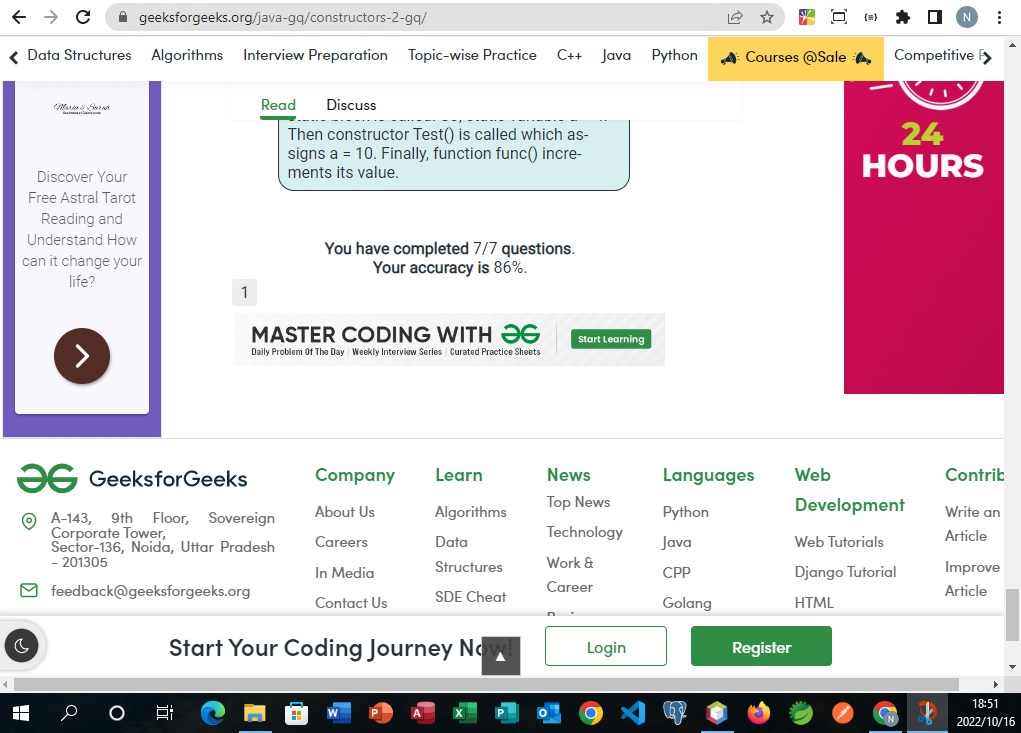 geeksforgeeks.org/java-gq/constructors-2-gq/
N
Data Structures Algorithms Interview Preparation Topic-wise Practice C++ Java Python Courses @Sale Competitive
Read Discuss
Then constructor Test() is called which as-
signs a = 10. Finally, function func() incre-
ments its value.
Maria & Sarah
Discover Your
Free Astral Tarot
Reading and
Understand How
can it change your
life?
24
HOURS
You have completed 7/7 questions.
Your accuracy is 86%.
1
MASTER CODING WITH
Daily Problem Of The Day | Weekly Interview Series | Curated Practice Sheets
Start Learning
GeeksforGeeks
A-143, 9th Floor, Sovereign
Corporate Tower,
Sector-136, Noida, Uttar Pradesh
- 201305
feedback@geeksforgeeks.org
Company
About Us
Careers
In Media
Contact Us
Learn
Algorithms
Data
Structures
SDE Cheat
News
Top News
Technology
Work &
Career
Languages
Python
Java
CPP
Golang
Web
Development
Web Tutorials
Django Tutorial
HTML
Contrib
Write an
Article
Improve
Article
Start Your Coding Journey Now!
Login
Register
18:51
2022/10/16